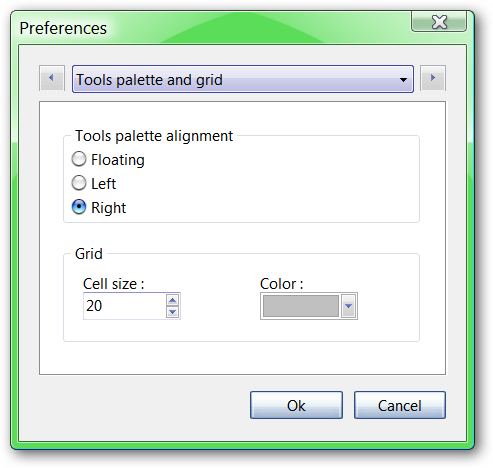 Preferences
Tools palette and grid
Tools palette alignment
Floating
Left
Right
Grid
Cell size : Color :
20
Ok Cancel